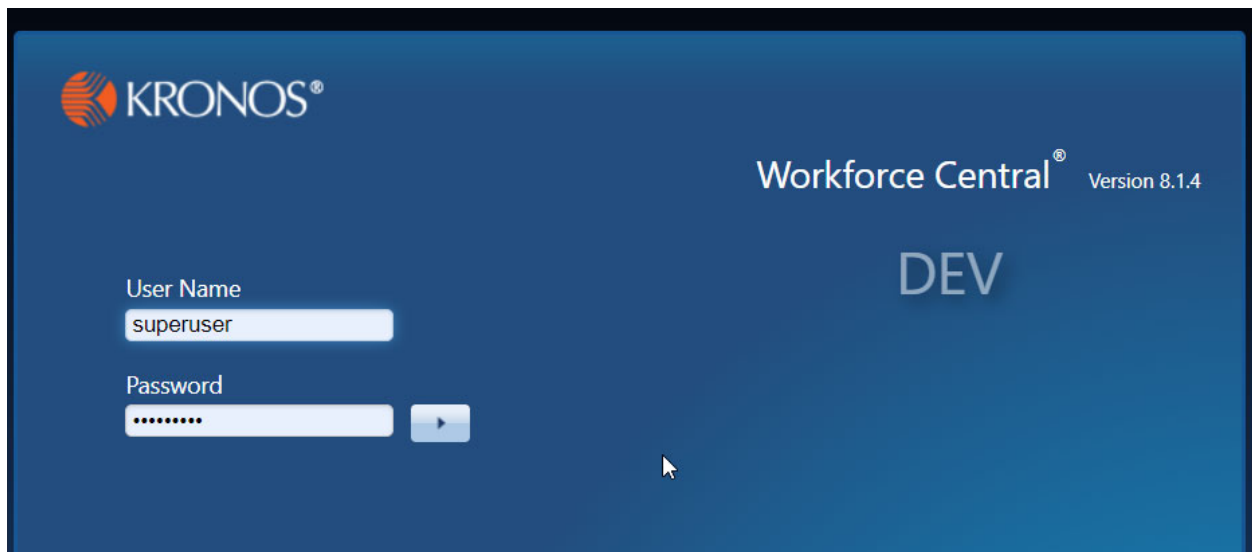 KRONOS®
Workforce Central® Version 8.1.4
DEV
User Name
superuser
Password
•••••••••